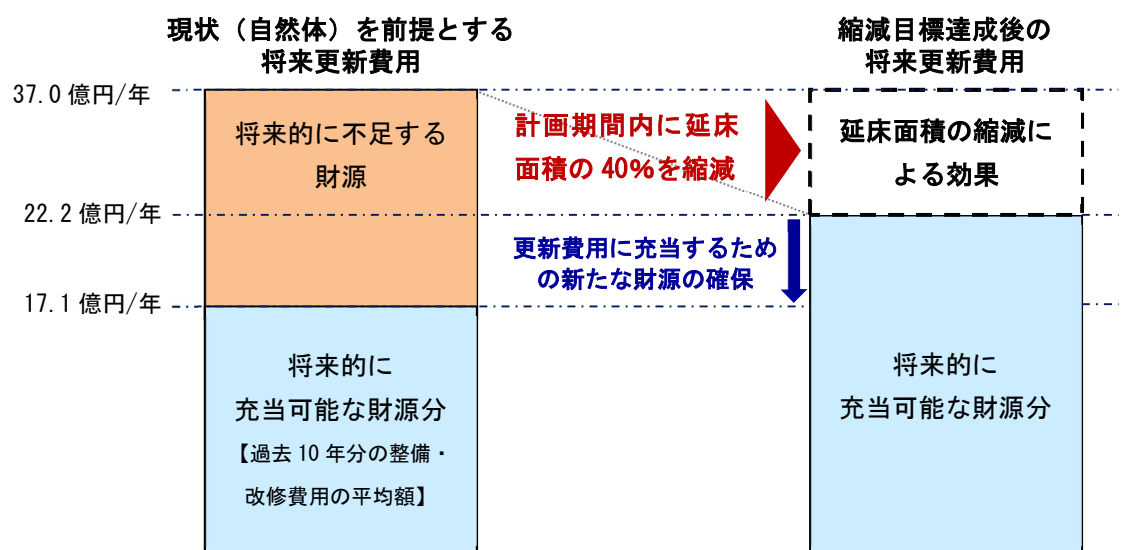 現状（自然体）を前提とする
将来更新費用
縮減目標達成後の
将来更新費用
37.0 億円/年
将来的に不足する
財源
計画期間内に延床
面積の 40%を縮減
延床面積の縮減に
よる効果
22.2 億円/年
更新費用に充当するため
の新たな財源の確保
17.1 億円/年
将来的に
充当可能な財源分
【過去 10 年分の整備・
改修費用の平均額】
将来的に
充当可能な財源分